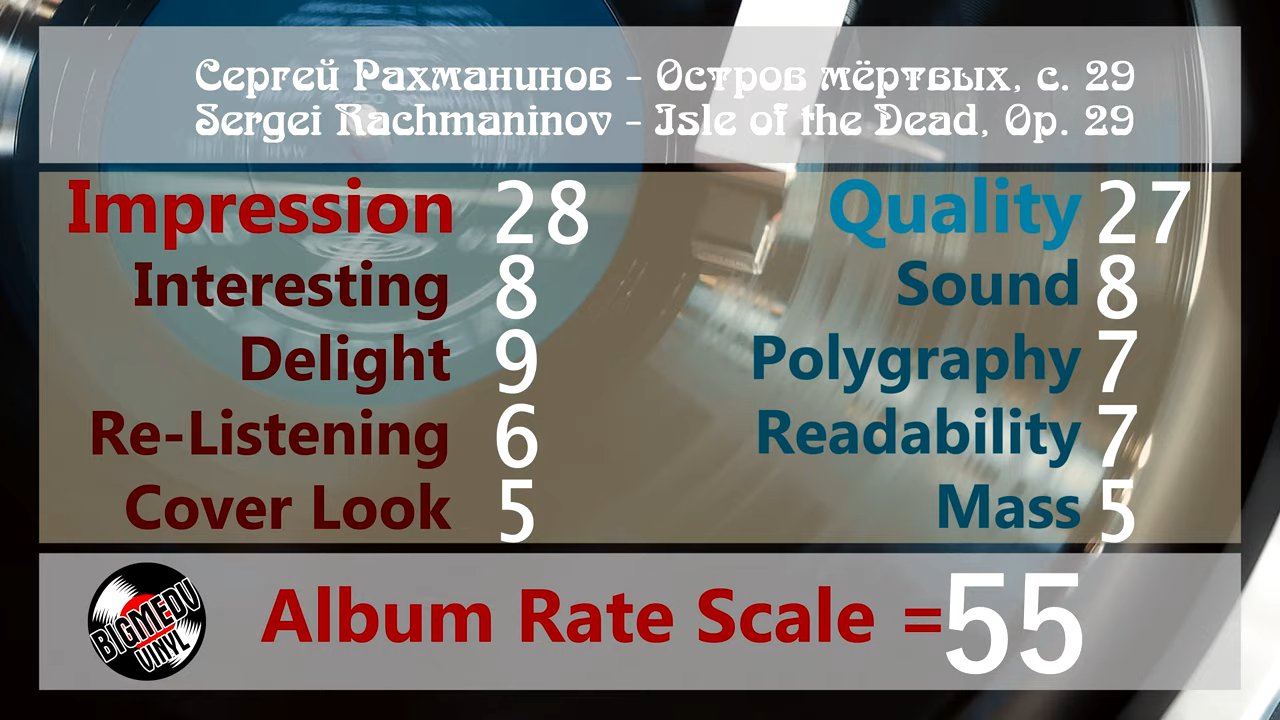 Сергей Рахманинов - Остров мёртвых, с. 29
Sergei Rachmaninov - Isle of the Dead, Op. 29
Impression 28
Interesting 8
Delight 9
Re-Listening 6
Cover Look 5
Quality 27
Sound 8
Polygraphy 7
Readability 7
Mass 5
BIGMEDV
VINYL
Album Rate Scale =55